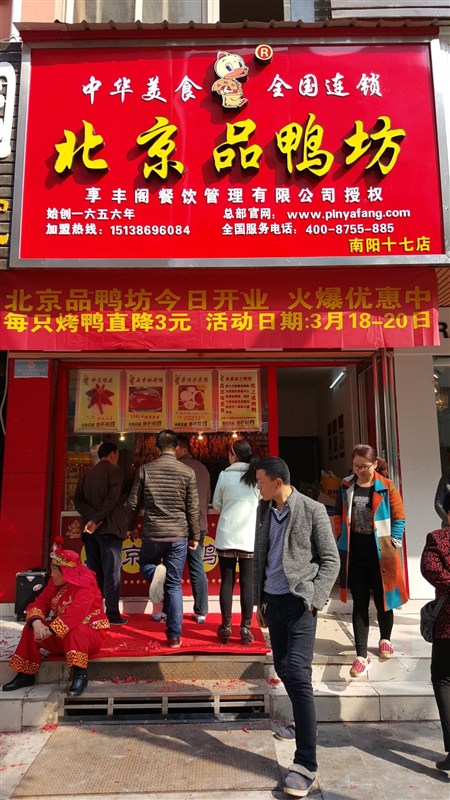 ®
中华美食 全国连锁
北京品鸭坊
享丰阁餐饮管理有限公司授权
始创一六五六年 总部官网：www.pinyafang.com
加盟热线：15138696084 全国服务电话：400-8755-885
南阳十七店
北京品鸭坊今日开业 火爆优惠中
每只烤鸭直降3元 活动日期:3月18-20日
京
鸭